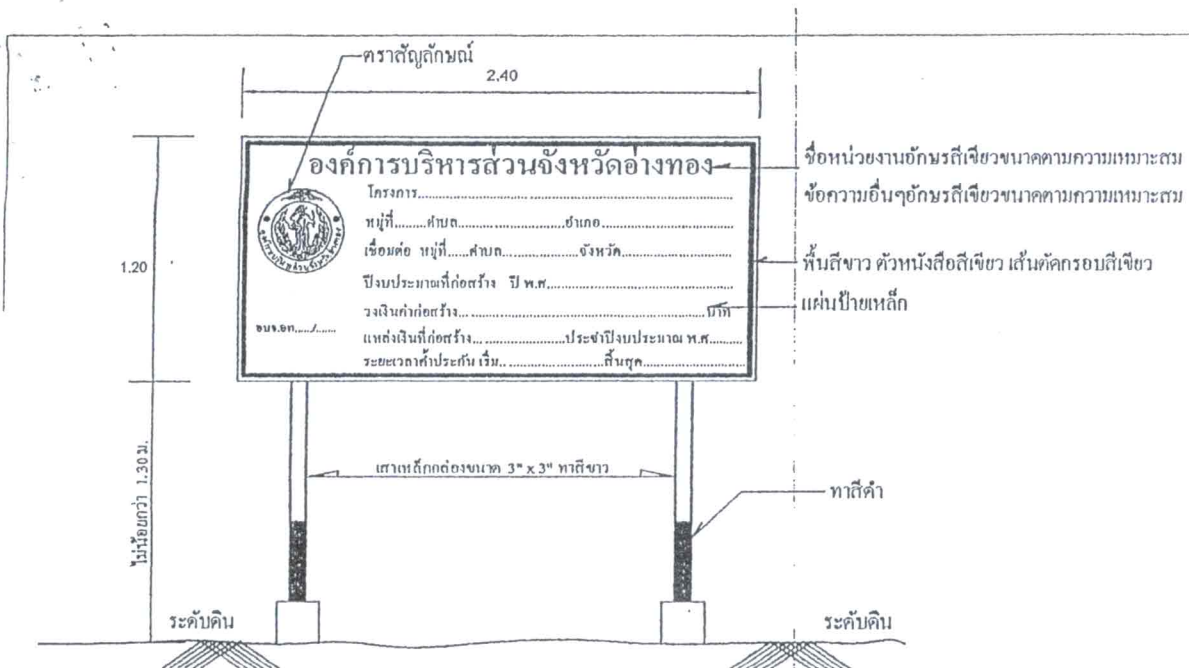 ตราสัญลักษณ์
2.40
องค์การบริหารส่วนจังหวัดอ่างทอง
โครงการ
หมู่ที่........ตำบล........................อำเภอ
เชื่อมต่อ หมู่ที่......ตำบล.................จังหวัด
ปีงบประมาณที่ก่อสร้าง ปี พ.ศ.
วงเงินค่าก่อสร้าง.......................................บาท
อบจ.อท...../......
แหล่งเงินที่ก่อสร้าง......................ประจำปีงบประมาณ พ.ศ.
ระยะเวลาค้ำประกัน เริ่ม......................สิ้นสุด
1.20
ชื่อหน่วยงานอักษรสีเขียวขนาดตามความเหมาะสม
ข้อความอื่นๆอักษรสีเขียวขนาดตามความเหมาะสม
พื้นสีขาว ตัวหนังสือสีเขียว เส้นตัดกรอบสีเขียว
แผ่นป้ายเหล็ก
ไม่น้อยกว่า 1.30 ม.
เสาเหล็กกล่องขนาด 3" x 3" ทาสีขาว
ทาสีดำ
ระดับดิน
ระดับดิน